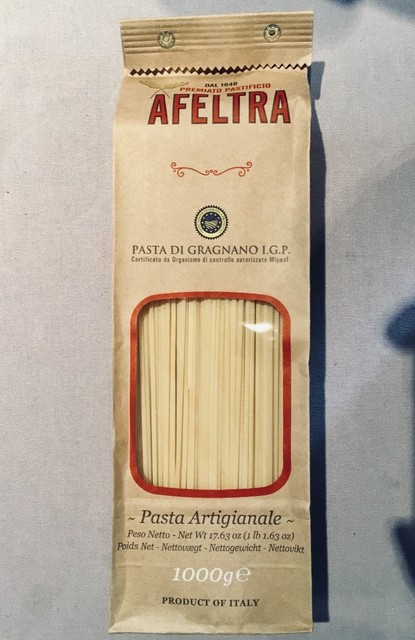 DAL 1848
PREMIATO PASTIFICIO
AFELTRA
PASTA DI GRAGNANO I.G.P.
Certificato da Organismo di controllo autorizzato Mipaaf
~ Pasta Artigianale ~
Peso Netto - Net Wt 17.63 oz (1 lb 1.63 oz)
Poids Net - Nettovægt - Nettogewicht - Nettovikt
1000g℮
PRODUCT OF ITALY